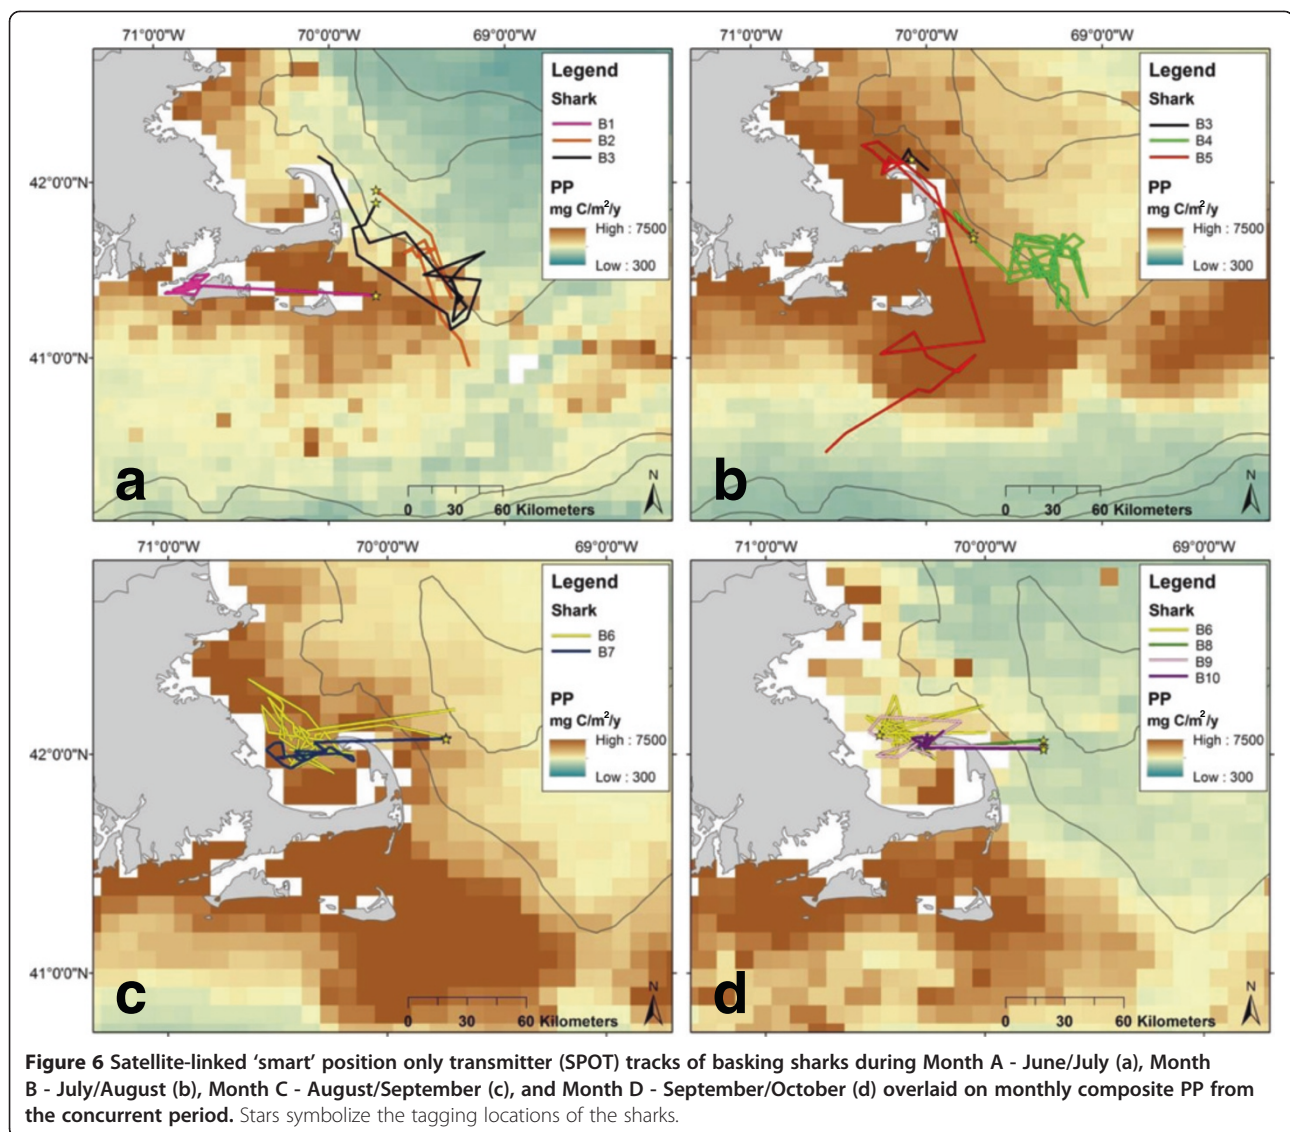 71°0'0"W 70°0'0"W 69°0'0"W 71°0'0"W 70°0'0"W 69°0'0"W
Legend
Shark
B1
B2
B3
PP
mg C/m²/y
High : 7500
Low : 300
42°0'0"N
41°0'0"N
a
N
0 30 60 Kilometers
Legend
Shark
B3
B4
B5
PP
mg C/m²/y
High : 7500
Low : 300
b
N
0 30 60 Kilometers
71°0'0"W 70°0'0"W 69°0'0"W 71°0'0"W 70°0'0"W 69°0'0"W
Legend
Shark
B6
B7
PP
mg C/m²/y
High : 7500
Low : 300
42°0'0"N
41°0'0"N
c
N
0 30 60 Kilometers
Legend
Shark
B6
B8
B9
B10
PP
mg C/m²/y
High : 7500
Low : 300
d
N
0 30 60 Kilometers
Figure 6 Satellite-linked ‘smart’ position only transmitter (SPOT) tracks of basking sharks during Month A - June/July (a), Month
B - July/August (b), Month C - August/September (c), and Month D - September/October (d) overlaid on monthly composite PP from
the concurrent period. Stars symbolize the tagging locations of the sharks.